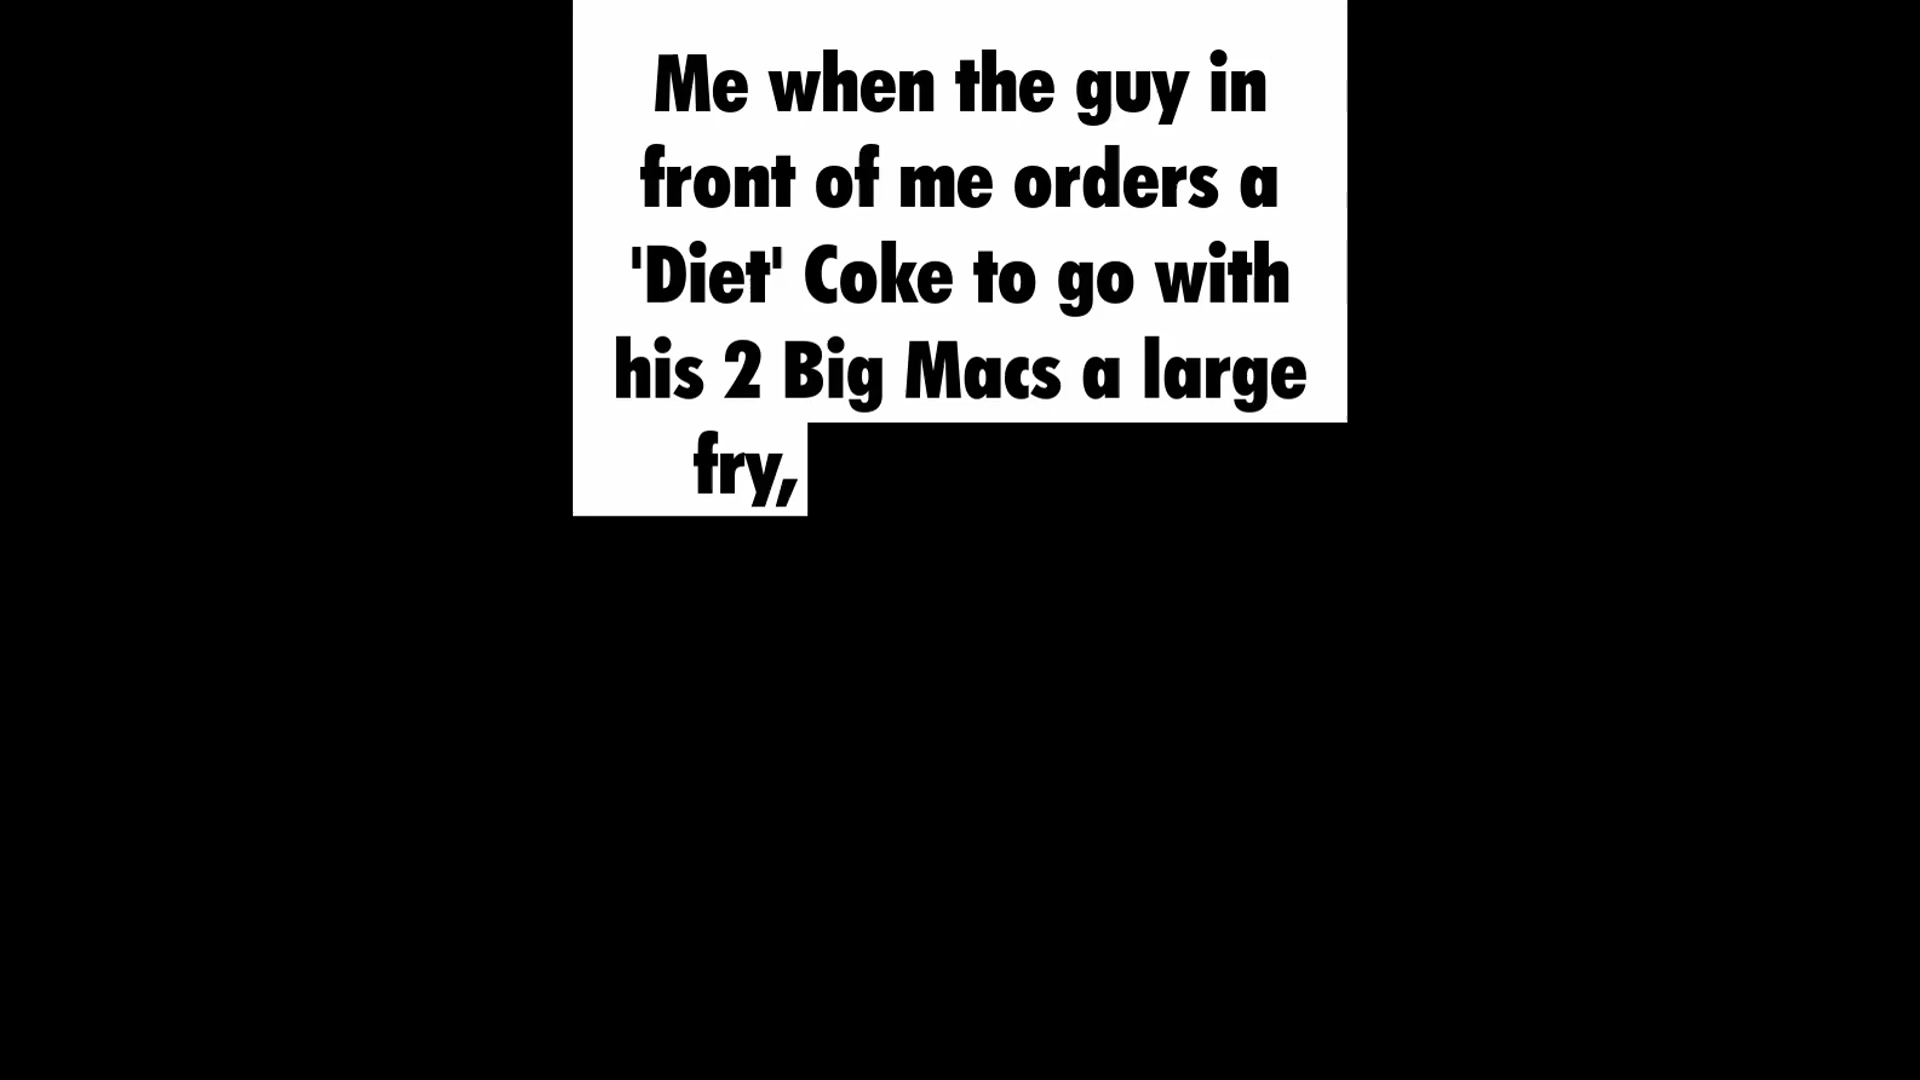 Me when the guy in
front of me orders a
'Diet' Coke to go with
his 2 Big Macs a large
fry,